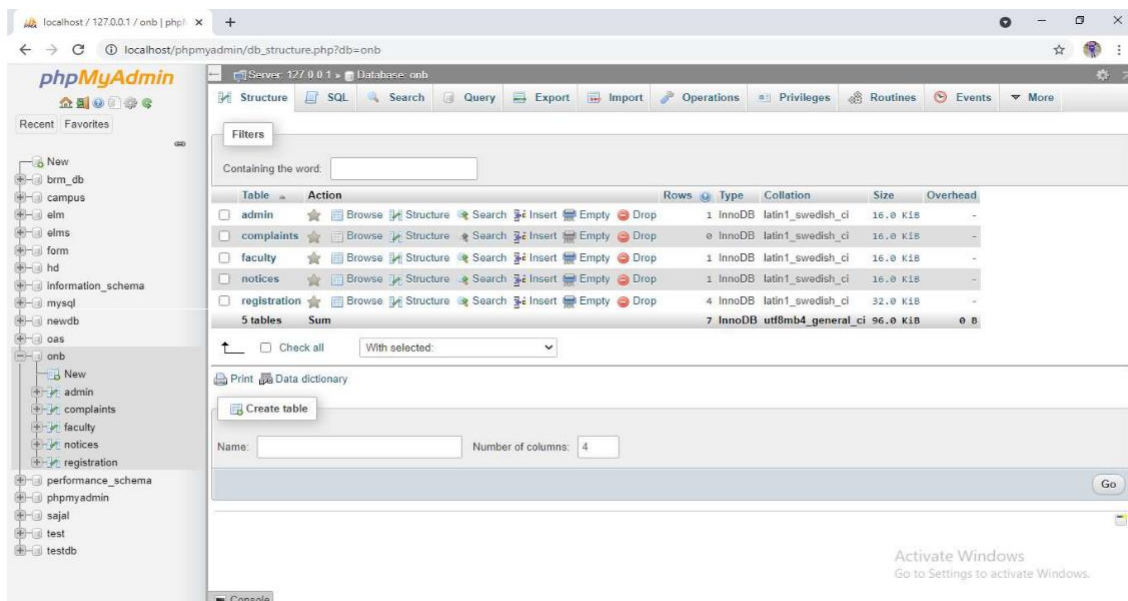 localhost / 127.0.0.1 / onb | phpM
localhost/phpmyadmin/db_structure.php?db=onb
phpMyAdmin
Recent Favorites
New
brm_db
campus
elm
elms
form
hd
information_schema
mysql
newdb
oas
onb
New
admin
complaints
faculty
notices
registration
performance_schema
phpmyadmin
sajal
test
testdb
Server: 127.0.0.1 » Database: onb
Structure SQL Search Query Export Import Operations Privileges Routines Events More
Filters
Containing the word:
Table Action Rows Type Collation Size Overhead
admin Browse Structure Search Insert Empty Drop 1 InnoDB latin1_swedish_ci 16.0 KiB -
complaints Browse Structure Search Insert Empty Drop 0 InnoDB latin1_swedish_ci 16.0 KiB -
faculty Browse Structure Search Insert Empty Drop 1 InnoDB latin1_swedish_ci 16.0 KiB -
notices Browse Structure Search Insert Empty Drop 1 InnoDB latin1_swedish_ci 16.0 KiB -
registration Browse Structure Search Insert Empty Drop 4 InnoDB latin1_swedish_ci 32.0 KiB -
5 tables Sum 7 InnoDB utf8mb4_general_ci 96.0 KiB 0 B
Check all With selected:
Print Data dictionary
Create table
Name: Number of columns: 4
Go
Activate Windows
Go to Settings to activate Windows.
Console